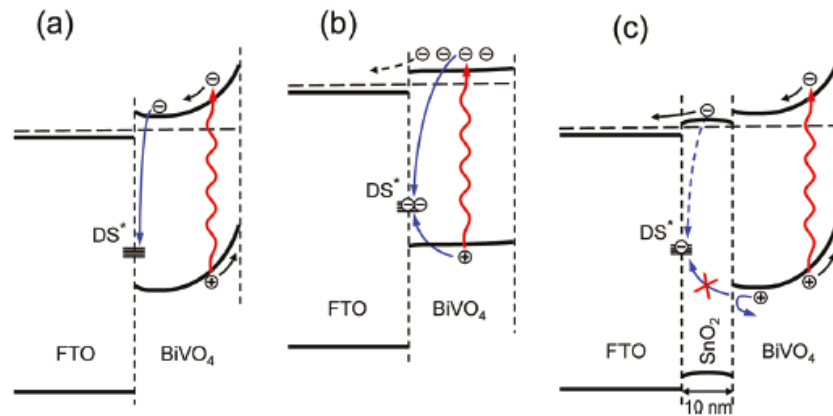 (a)
DS*
FTO
BiVO₄
(b)
DS*
FTO
BiVO₄
(c)
DS*
FTO
SnO₂
BiVO₄
10 nm